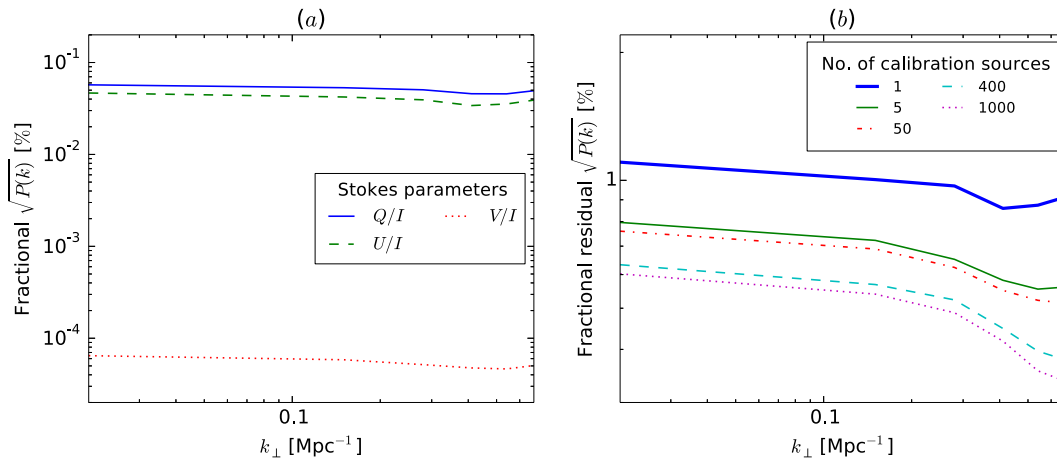 (a)
Fractional √P(k) [%]
10⁻¹
10⁻²
10⁻³
10⁻⁴
Stokes parameters
Q/I
V/I
U/I
0.1
k⊥ [Mpc⁻¹]
(b)
Fractional residual √P(k) [%]
1
No. of calibration sources
1
400
5
1000
50
0.1
k⊥ [Mpc⁻¹]